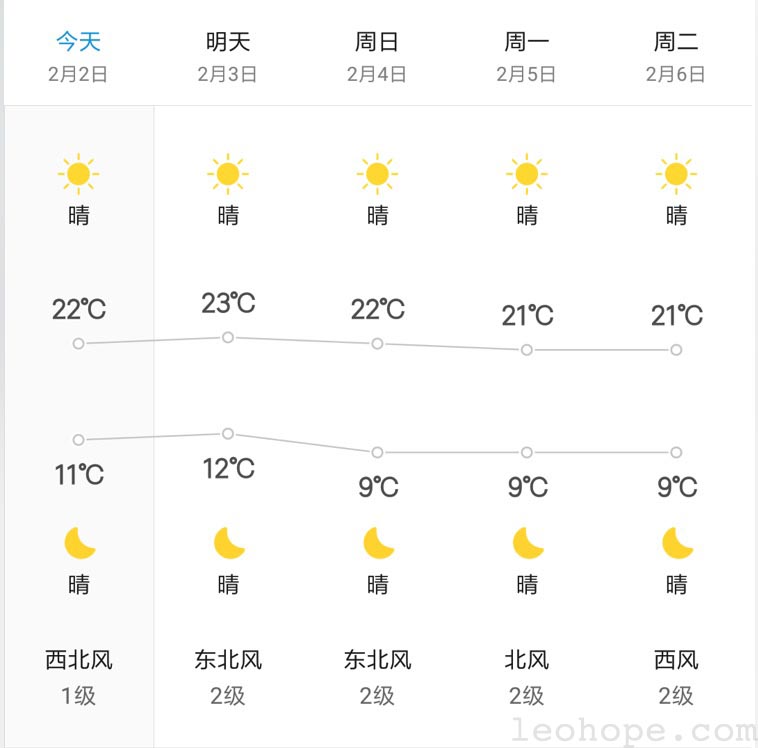 今天 明天 周日 周一 周二
2月2日 2月3日 2月4日 2月5日 2月6日
晴 晴 晴 晴 晴
22℃ 23℃ 22℃ 21℃ 21℃
11℃ 12℃ 9℃ 9℃ 9℃
晴 晴 晴 晴 晴
西北风 东北风 东北风 北风 西风
1级 2级 2级 2级 2级
leohope.com